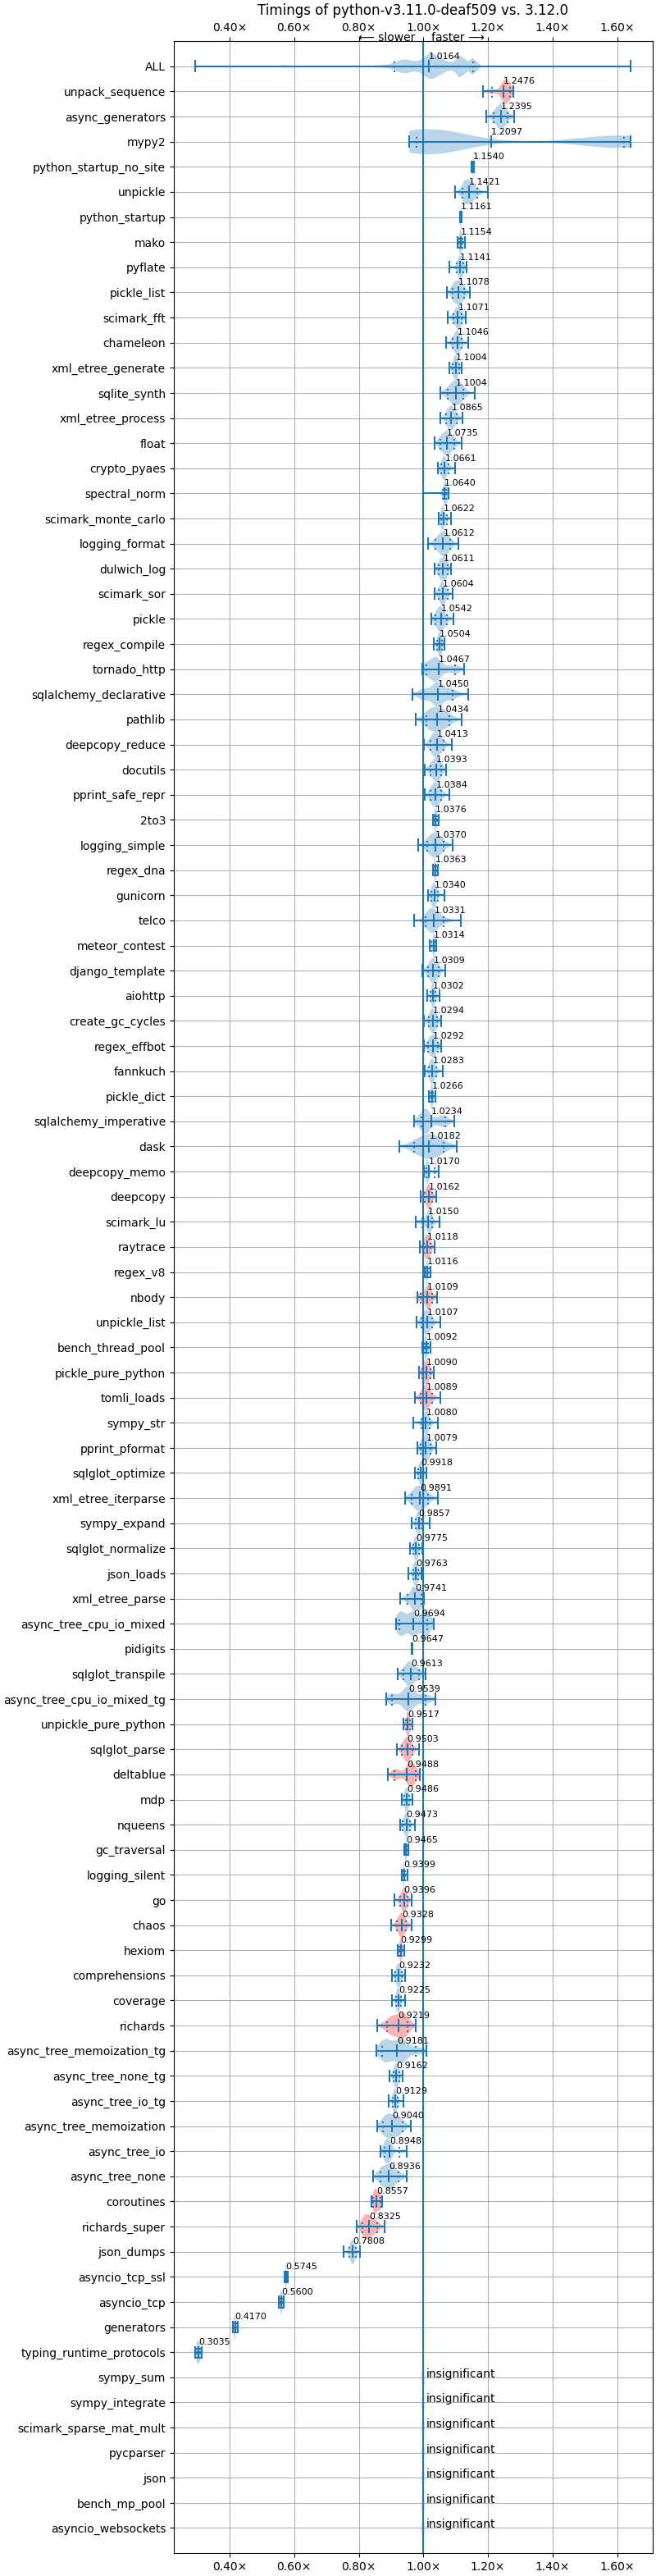 Timings of python-v3.11.0-deaf509 vs. 3.12.0
0.40× 0.60× 0.80× 1.00× 1.20× 1.40× 1.60×
⟵ slower faster ⟶
ALL 1.0164
unpack_sequence 1.2476
async_generators 1.2395
mypy2 1.2097
python_startup_no_site 1.1540
unpickle 1.1421
python_startup 1.1161
mako 1.1154
pyflate 1.1141
pickle_list 1.1078
scimark_fft 1.1071
chameleon 1.1046
xml_etree_generate 1.1004
sqlite_synth 1.1004
xml_etree_process 1.0865
float 1.0735
crypto_pyaes 1.0661
spectral_norm 1.0640
scimark_monte_carlo 1.0622
logging_format 1.0612
dulwich_log 1.0611
scimark_sor 1.0604
pickle 1.0542
regex_compile 1.0504
tornado_http 1.0467
sqlalchemy_declarative 1.0450
pathlib 1.0434
deepcopy_reduce 1.0413
docutils 1.0393
pprint_safe_repr 1.0384
2to3 1.0376
logging_simple 1.0370
regex_dna 1.0363
gunicorn 1.0340
telco 1.0331
meteor_contest 1.0314
django_template 1.0309
aiohttp 1.0302
create_gc_cycles 1.0294
regex_effbot 1.0292
fannkuch 1.0283
pickle_dict 1.0266
sqlalchemy_imperative 1.0234
dask 1.0182
deepcopy_memo 1.0170
deepcopy 1.0162
scimark_lu 1.0150
raytrace 1.0118
regex_v8 1.0116
nbody 1.0109
unpickle_list 1.0107
bench_thread_pool 1.0092
pickle_pure_python 1.0090
tomli_loads 1.0089
sympy_str 1.0080
pprint_pformat 1.0079
sqlglot_optimize 0.9918
xml_etree_iterparse 0.9891
sympy_expand 0.9857
sqlglot_normalize 0.9775
json_loads 0.9763
xml_etree_parse 0.9741
async_tree_cpu_io_mixed 0.9694
pidigits 0.9647
sqlglot_transpile 0.9613
async_tree_cpu_io_mixed_tg 0.9539
unpickle_pure_python 0.9517
sqlglot_parse 0.9503
deltablue 0.9488
mdp 0.9486
nqueens 0.9473
gc_traversal 0.9465
logging_silent 0.9399
go 0.9396
chaos 0.9328
hexiom 0.9299
comprehensions 0.9232
coverage 0.9225
richards 0.9219
async_tree_memoization_tg 0.9181
async_tree_none_tg 0.9162
async_tree_io_tg 0.9129
async_tree_memoization 0.9040
async_tree_io 0.8948
async_tree_none 0.8936
coroutines 0.8557
richards_super 0.8325
json_dumps 0.7808
asyncio_tcp_ssl 0.5745
asyncio_tcp 0.5600
generators 0.4170
typing_runtime_protocols 0.3035
sympy_sum insignificant
sympy_integrate insignificant
scimark_sparse_mat_mult insignificant
pycparser insignificant
json insignificant
bench_mp_pool insignificant
asyncio_websockets insignificant
0.40× 0.60× 0.80× 1.00× 1.20× 1.40× 1.60×